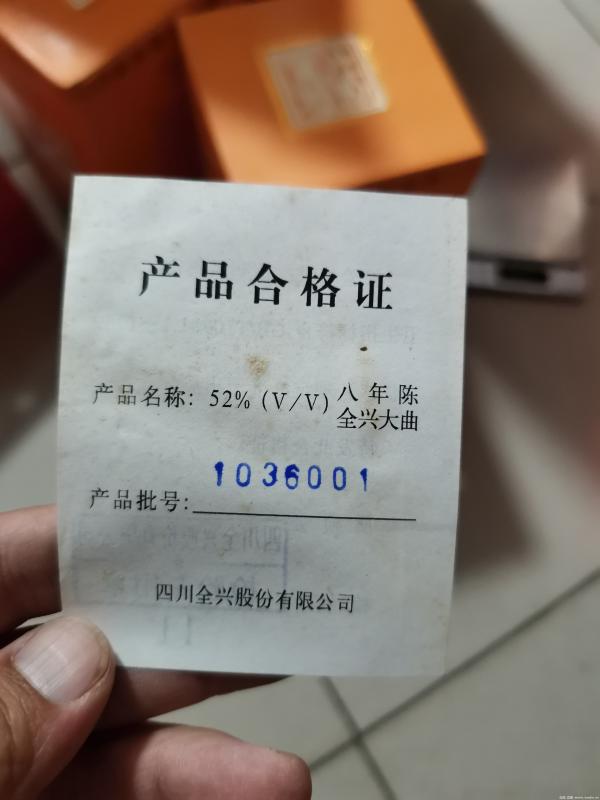 产品合格证
产品名称: 52% (V/V) 八年陈
全兴大曲
1036001
产品批号:
四川全兴股份有限公司